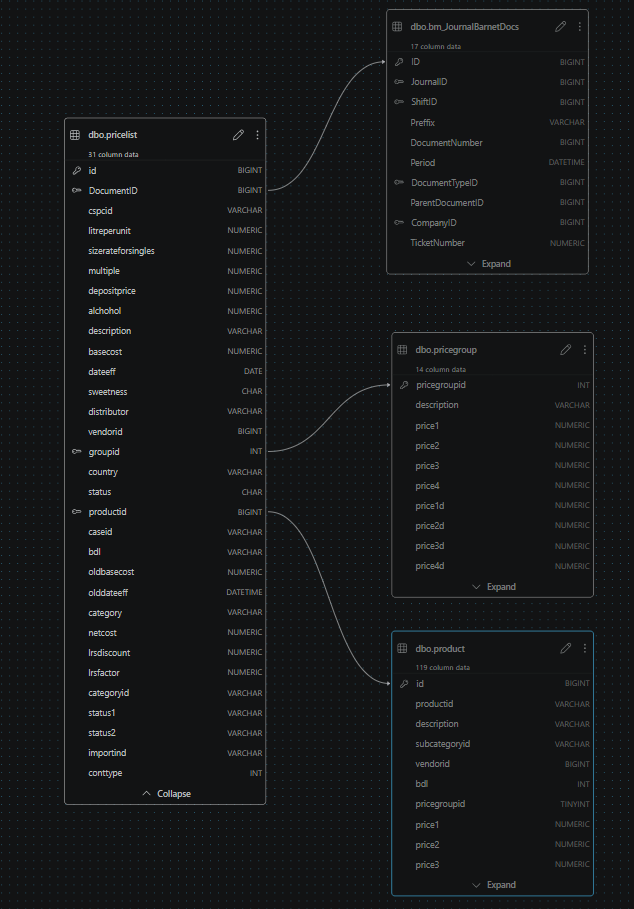 dbo.bm_JournalBarnetDocs
17 column data
ID BIGINT
JournalID BIGINT
ShiftID BIGINT
Preffix VARCHAR
DocumentNumber BIGINT
Period DATETIME
DocumentTypeID BIGINT
ParentDocumentID BIGINT
CompanyID BIGINT
TicketNumber NUMERIC
Expand
dbo.pricelist
31 column data
id BIGINT
DocumentID BIGINT
cspcid VARCHAR
litreperunit NUMERIC
sizerateforsingles NUMERIC
multiple NUMERIC
depositprice NUMERIC
alchohol NUMERIC
description VARCHAR
basecost NUMERIC
dateeff DATE
sweetness CHAR
distributor VARCHAR
vendorid BIGINT
groupid INT
country VARCHAR
status CHAR
productid BIGINT
caseid VARCHAR
bdl VARCHAR
oldbasecost NUMERIC
olddateeff DATETIME
category VARCHAR
netcost NUMERIC
lrsdiscount NUMERIC
lrsfactor NUMERIC
categoryid VARCHAR
status1 VARCHAR
status2 VARCHAR
importind VARCHAR
conttype INT
Collapse
dbo.pricegroup
14 column data
pricegroupid INT
description VARCHAR
price1 NUMERIC
price2 NUMERIC
price3 NUMERIC
price4 NUMERIC
price1d NUMERIC
price2d NUMERIC
price3d NUMERIC
price4d NUMERIC
Expand
dbo.product
119 column data
id BIGINT
productid VARCHAR
description VARCHAR
subcategoryid VARCHAR
vendorid BIGINT
bdl INT
pricegroupid TINYINT
price1 NUMERIC
price2 NUMERIC
price3 NUMERIC
Expand